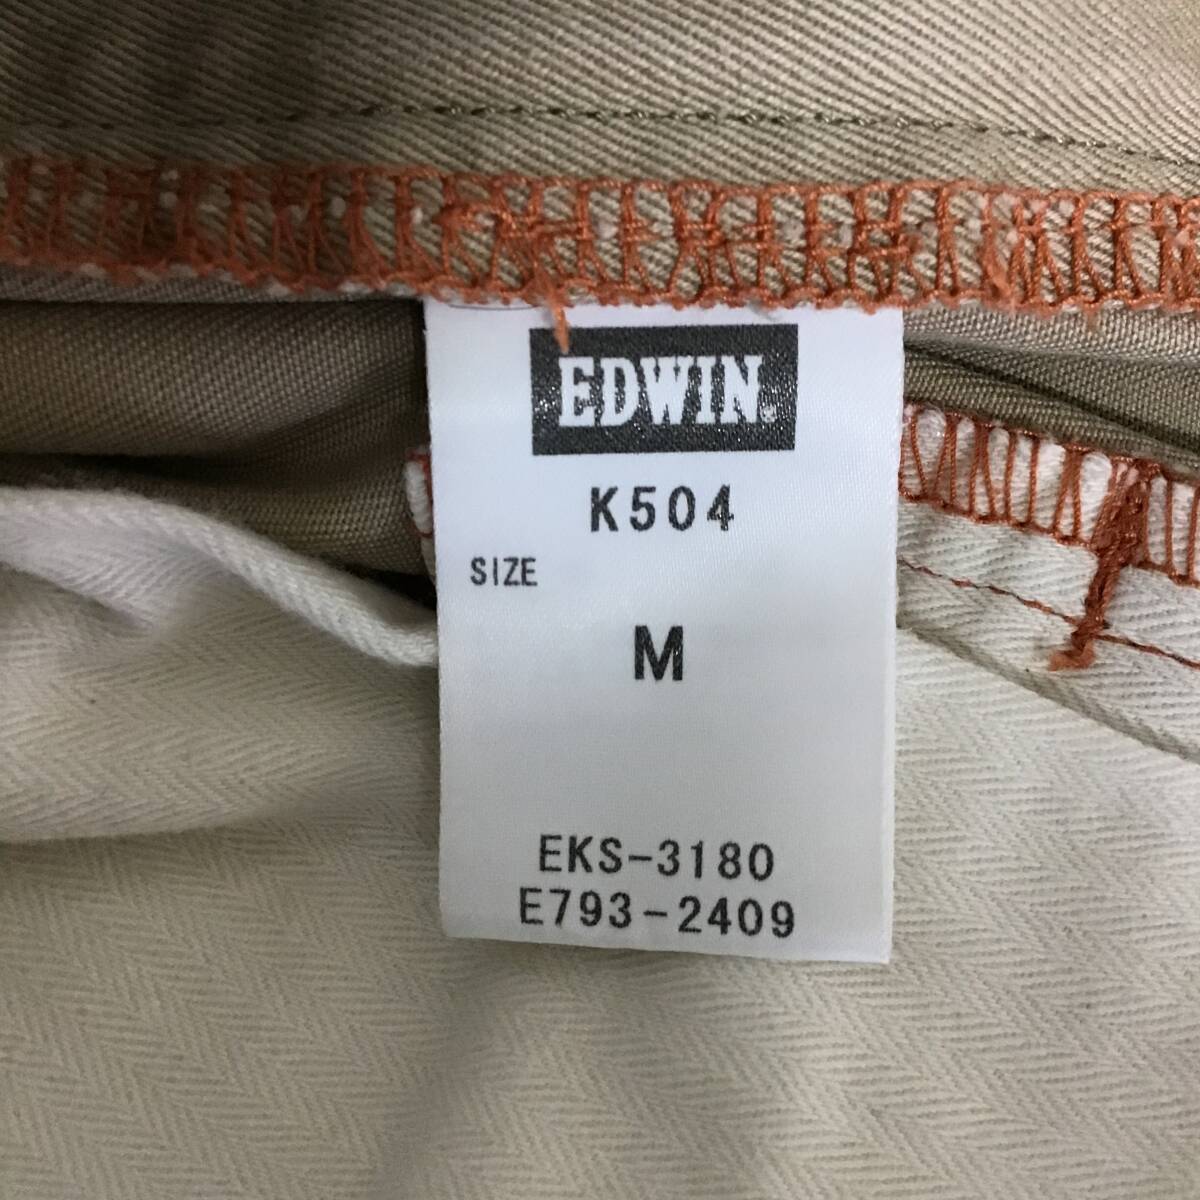 EDWIN.
K504
SIZE
M
EKS-3180
E793-2409